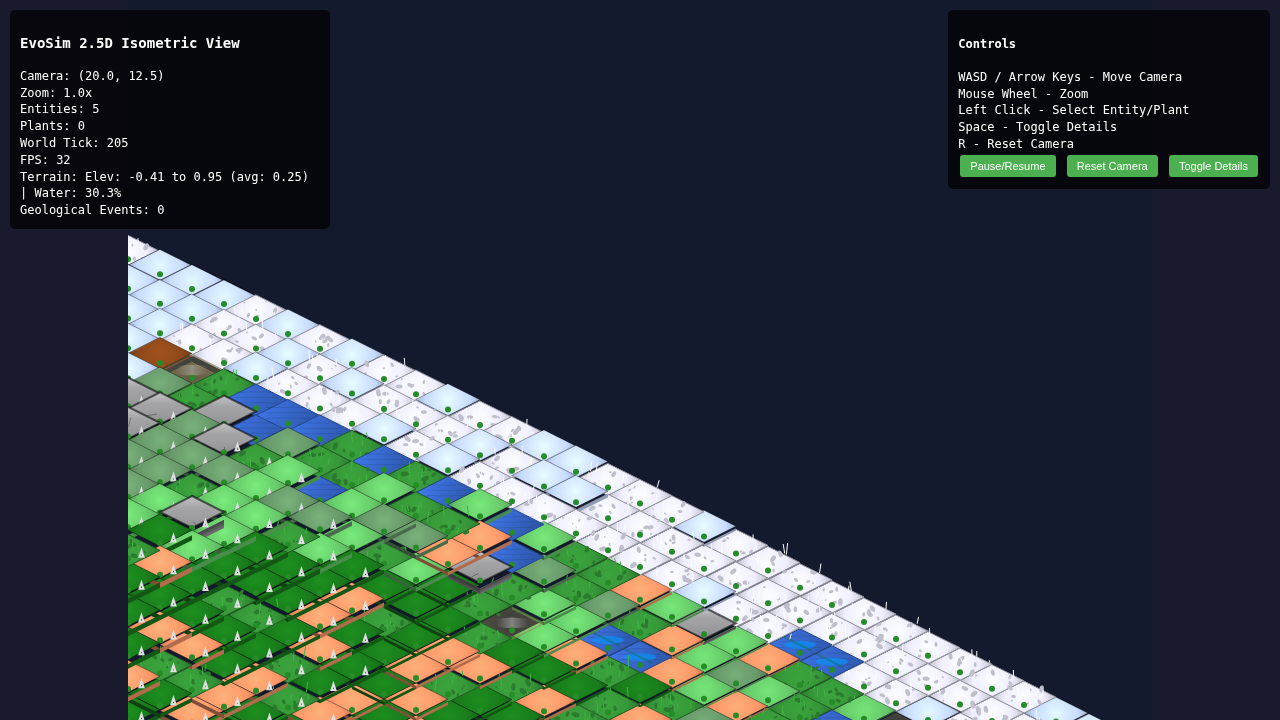 EvoSim 2.5D Isometric View
Camera: (20.0, 12.5)
Zoom: 1.0x
Entities: 5
Plants: 0
World Tick: 205
FPS: 32
Terrain: Elev: -0.41 to 0.95 (avg: 0.25)
| Water: 30.3%
Geological Events: 0
Controls
WASD / Arrow Keys - Move Camera
Mouse Wheel - Zoom
Left Click - Select Entity/Plant
Space - Toggle Details
R - Reset Camera
Pause/Resume Reset Camera Toggle Details